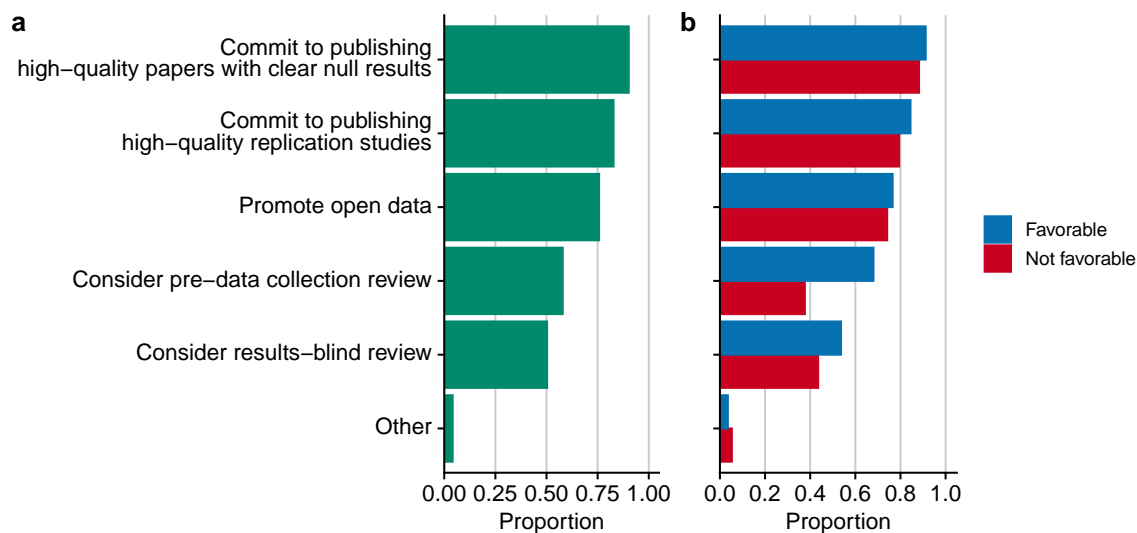 a
Commit to publishing
high−quality papers with clear null results
Commit to publishing
high−quality replication studies
Promote open data
Consider pre−data collection review
Consider results−blind review
Other
0.00 0.25 0.50 0.75 1.00
Proportion
b
0.0 0.2 0.4 0.6 0.8 1.0
Proportion
Favorable
Not favorable